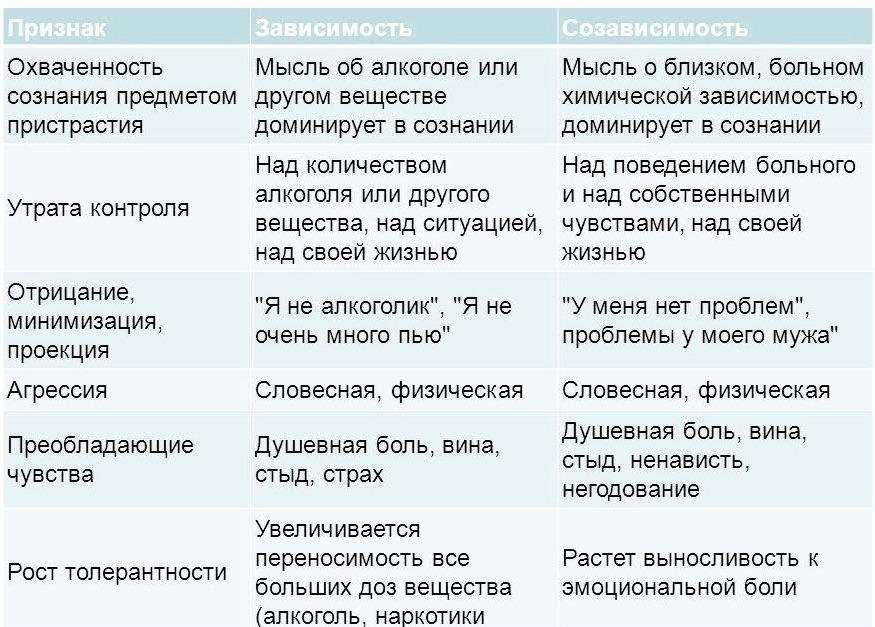 Признак Зависимость Созависимость
Охваченность
сознания предметом
пристрастия
Мысль об алкоголе или
другом веществе
доминирует в сознании
Мысль о близком, больном
химической зависимостью,
доминирует в сознании
Утрата контроля
Над количеством
алкоголя или другого
вещества, над ситуацией,
над своей жизнью
Над поведением больного
и над собственными
чувствами, над своей
жизнью
Отрицание,
минимизация,
проекция
"Я не алкоголик", "Я не
очень много пью"
"У меня нет проблем",
проблемы у моего мужа"
Агрессия
Словесная, физическая
Словесная, физическая
Преобладающие
чувства
Душевная боль, вина,
стыд, страх
Душевная боль, вина,
стыд, ненависть,
негодование
Рост толерантности
Увеличивается
переносимость все
больших доз вещества
(алкоголь, наркотики
Растет выносливость к
эмоциональной боли